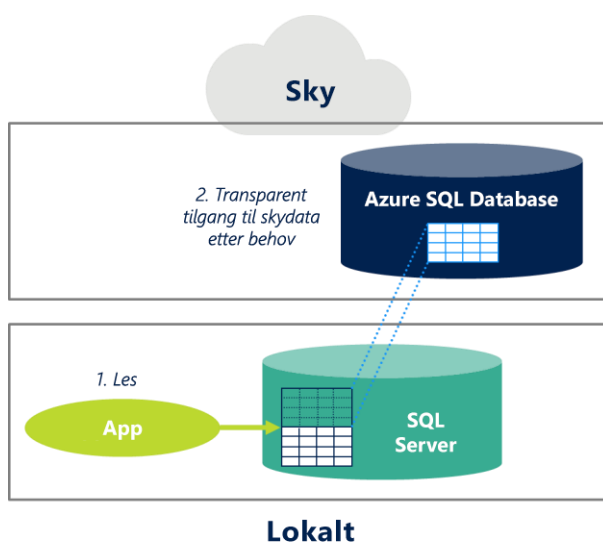 Sky
2. Transparent
tilgang til skydata
etter behov
Azure SQL Database
1. Les
App
SQL
Server
Lokalt